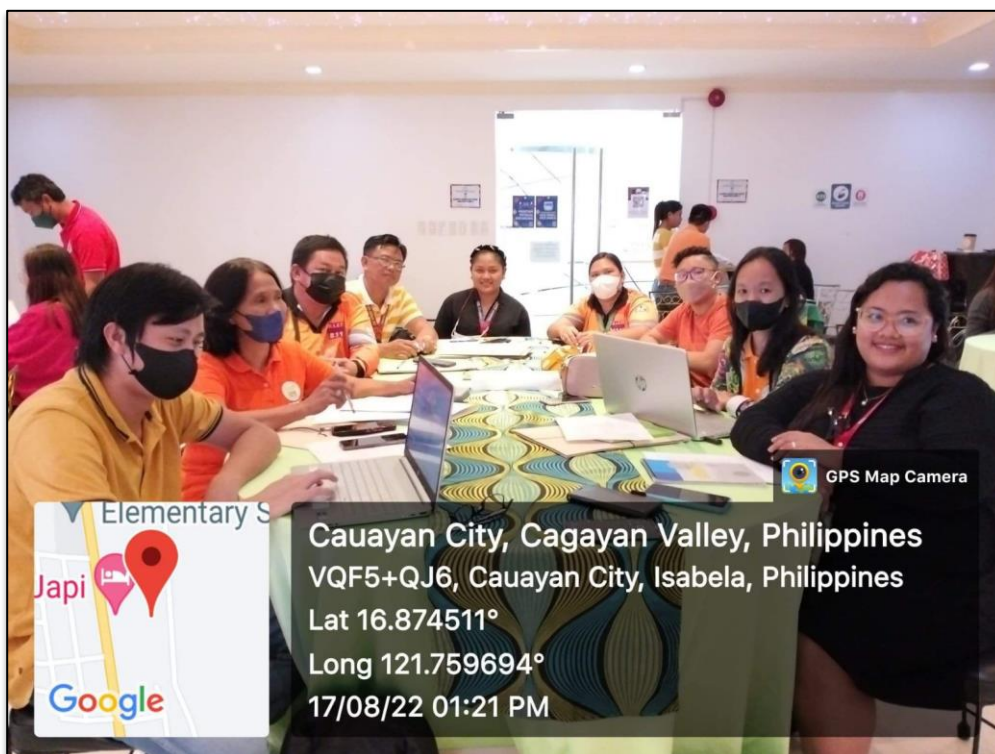 GPS Map Camera
Elementary S
Japi
Google
Cauayan City, Cagayan Valley, Philippines
VQF5+QJ6, Cauayan City, Isabela, Philippines
Lat 16.874511°
Long 121.759694°
17/08/22 01:21 PM